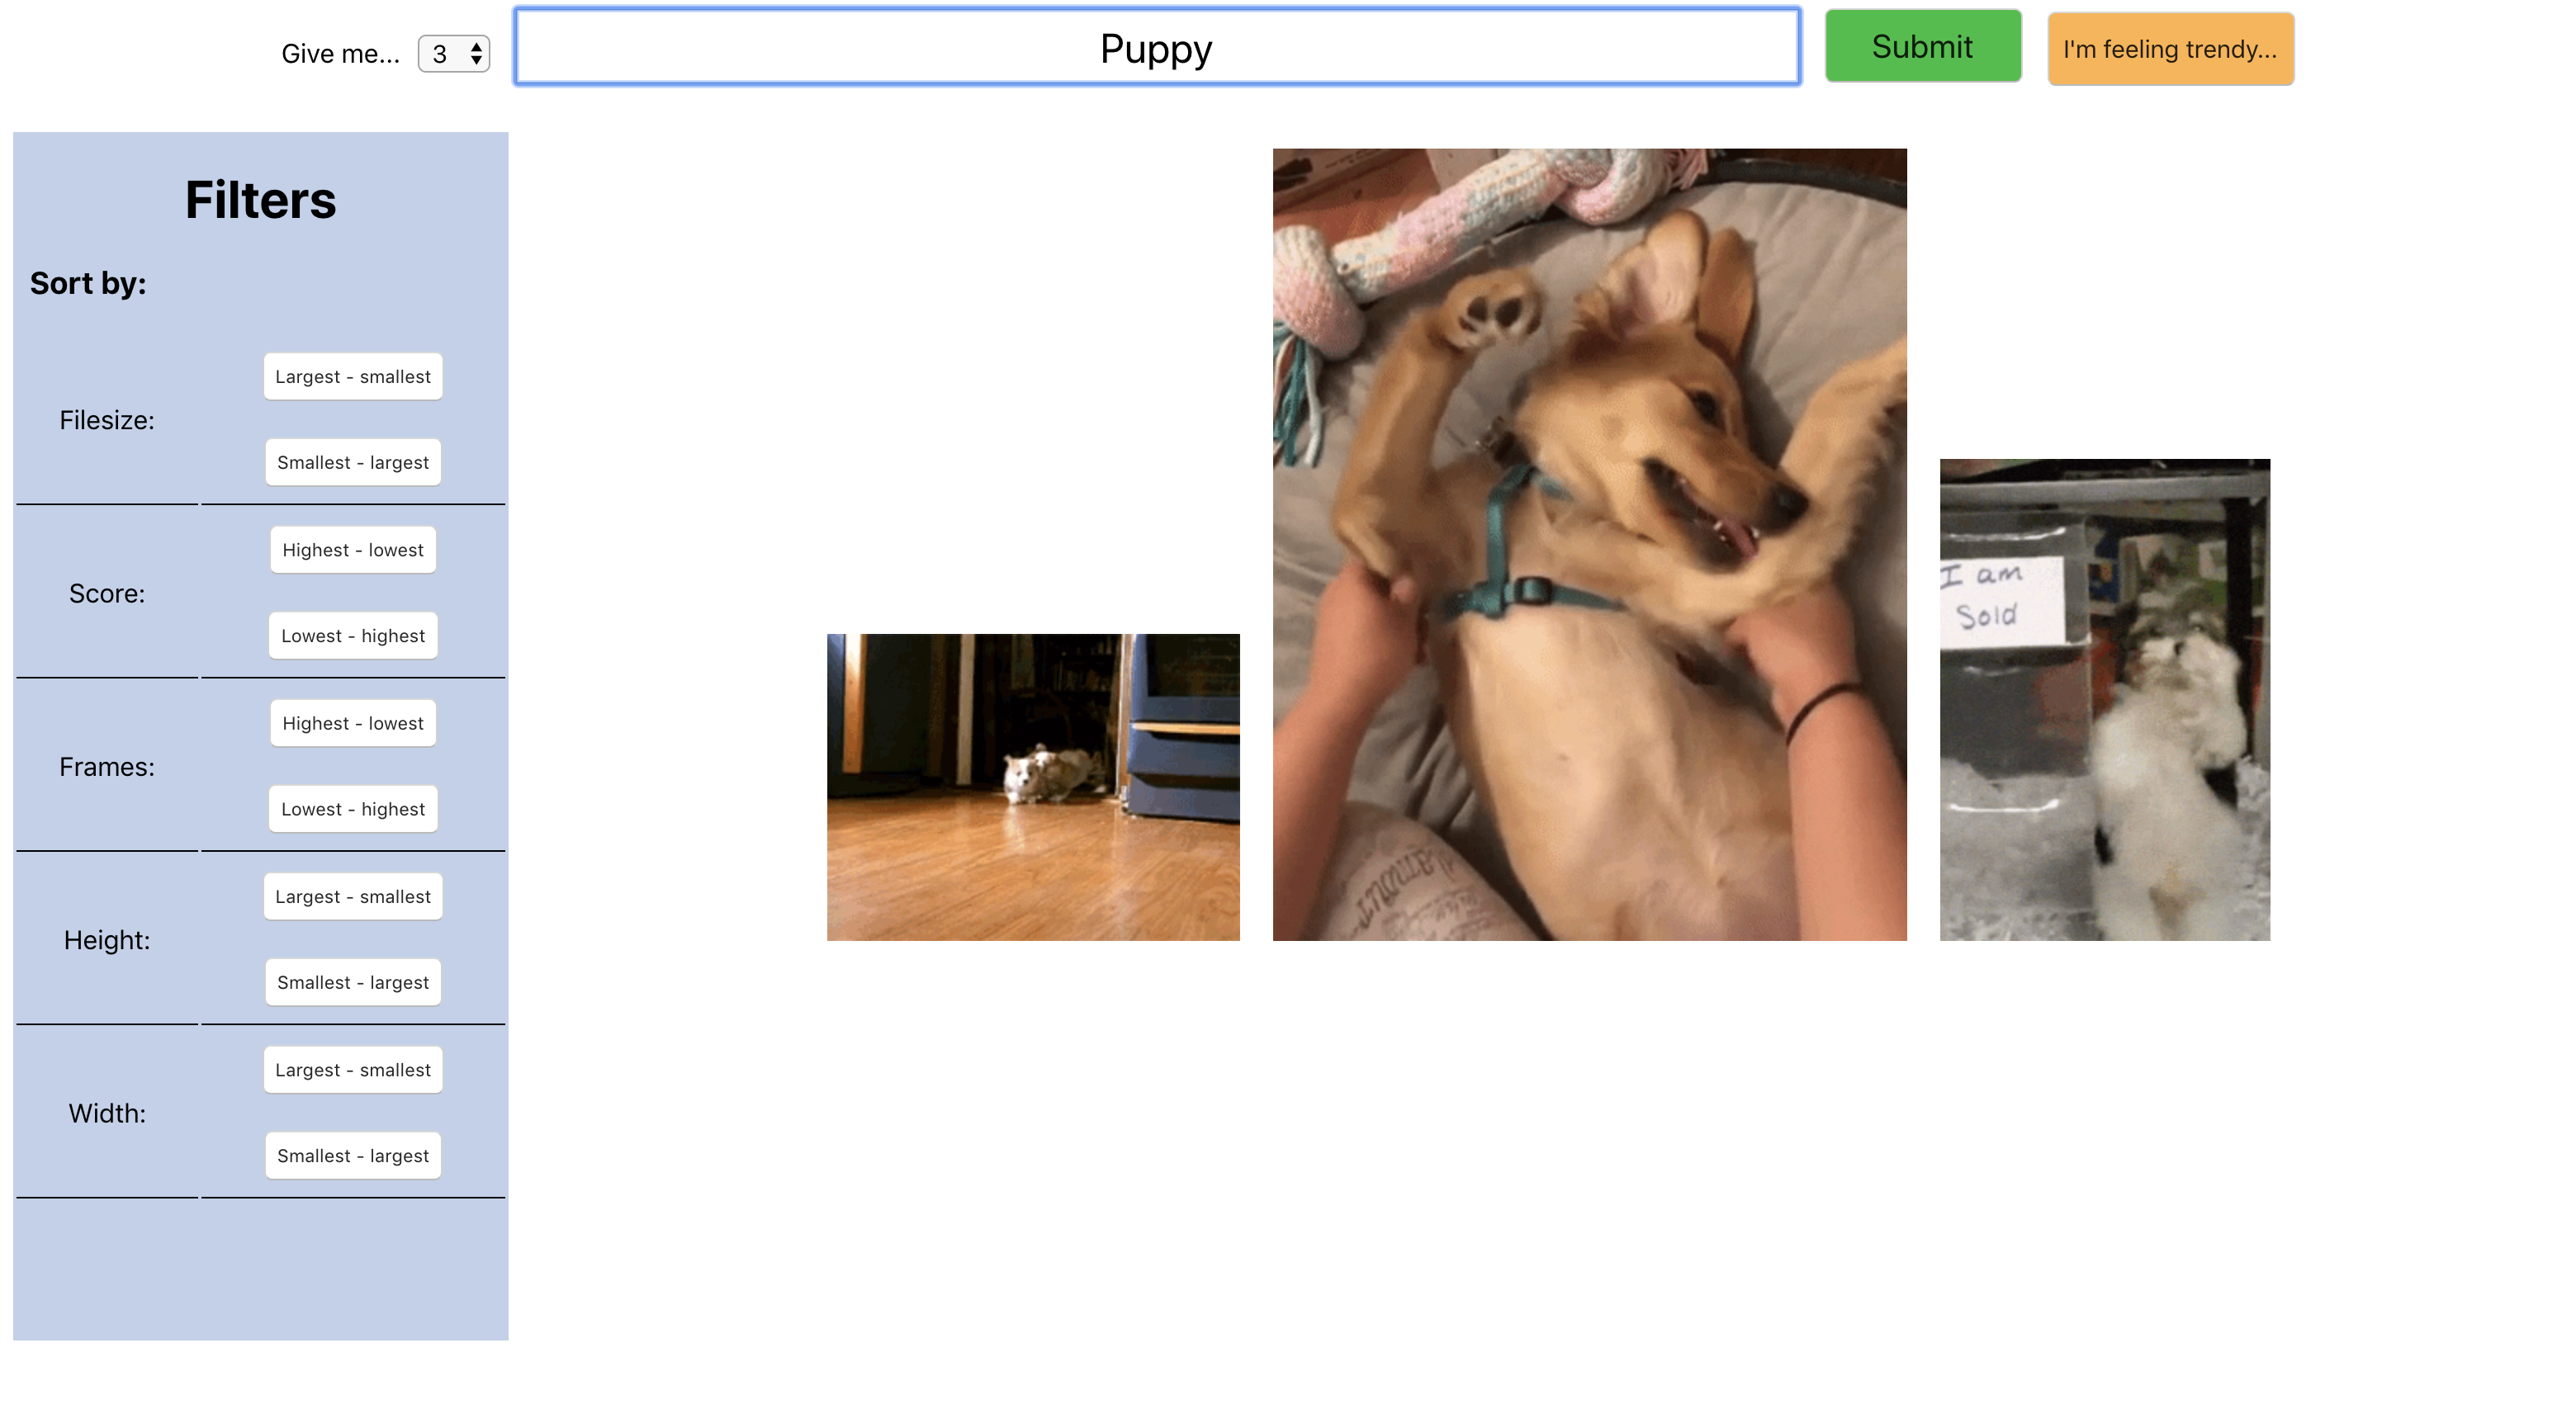 Give me...
3
Puppy
Submit
I'm feeling trendy...
Filters
Sort by:
Filesize:
Largest - smallest
Smallest - largest
Score:
Highest - lowest
Lowest - highest
Frames:
Highest - lowest
Lowest - highest
Height:
Largest - smallest
Smallest - largest
Width:
Largest - smallest
Smallest - largest
I am
Sold